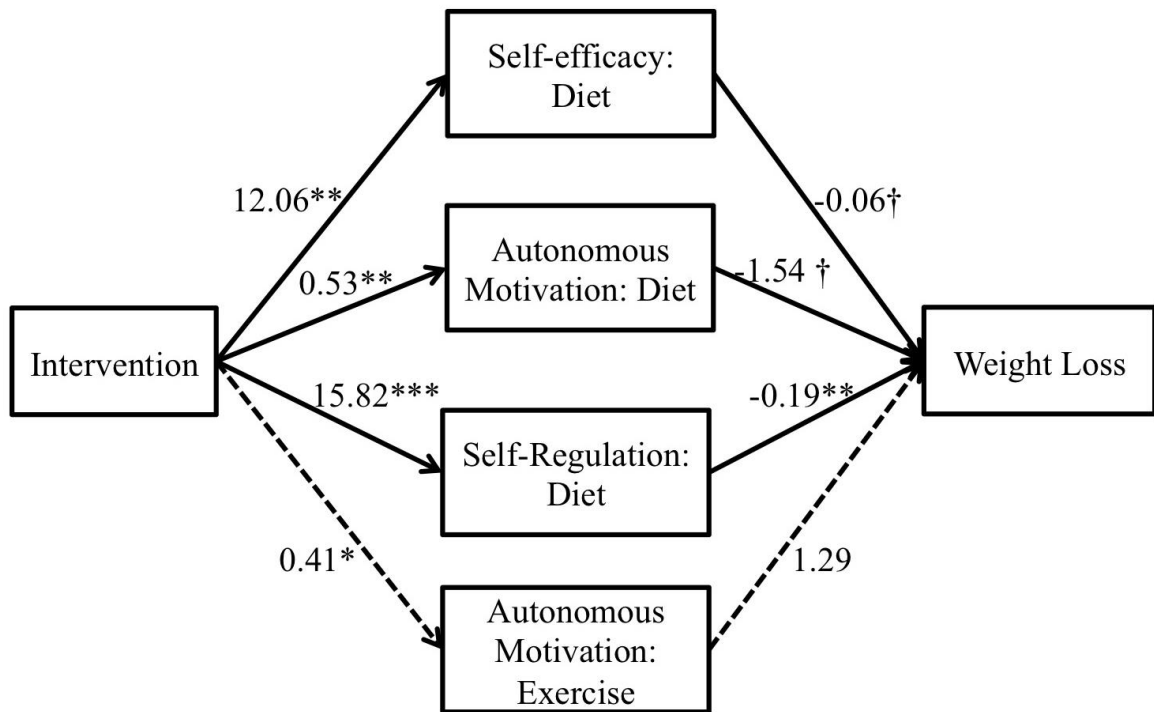 Self-efficacy:
Diet
12.06**
-0.06†
Autonomous
Motivation: Diet
0.53**
-1.54 †
Intervention
Weight Loss
15.82***
-0.19**
Self-Regulation:
Diet
0.41*
1.29
Autonomous
Motivation:
Exercise